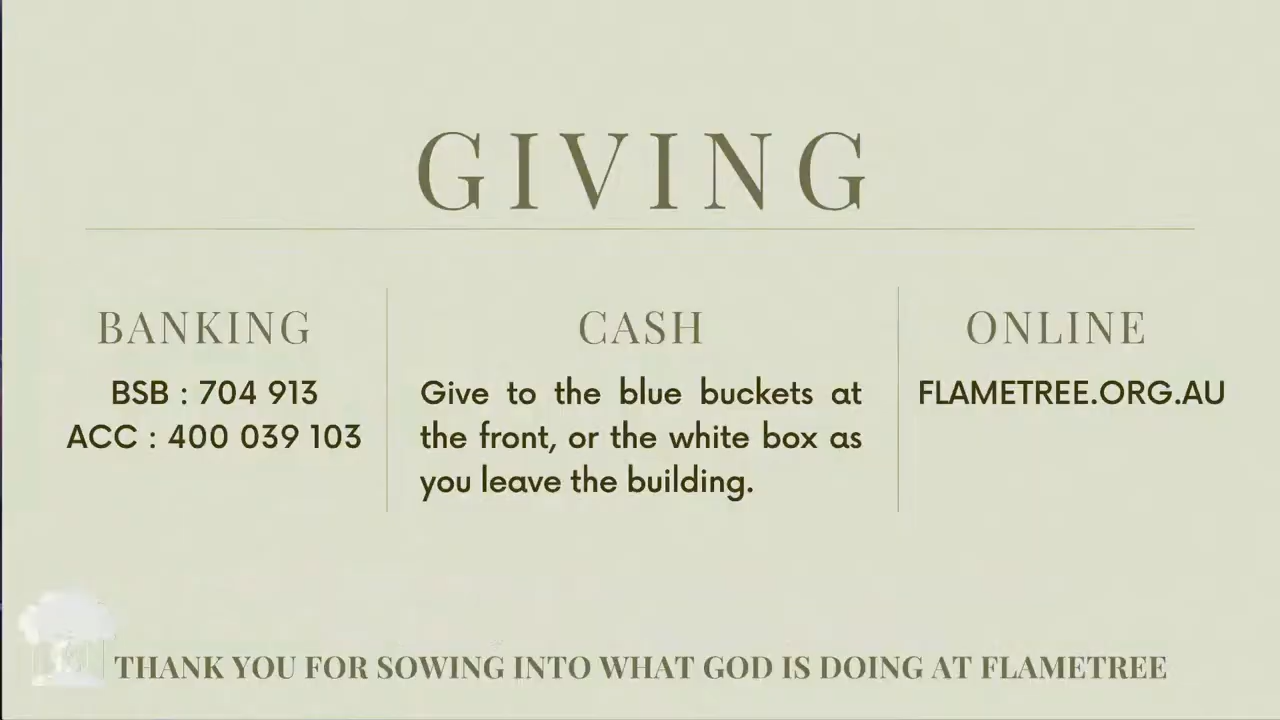 GIVING
BANKING
BSB : 704 913
ACC : 400 039 103
CASH
Give to the blue buckets at
the front, or the white box as
you leave the building.
ONLINE
FLAMETREE.ORG.AU
THANK YOU FOR SOWING INTO WHAT GOD IS DOING AT FLAMETREE